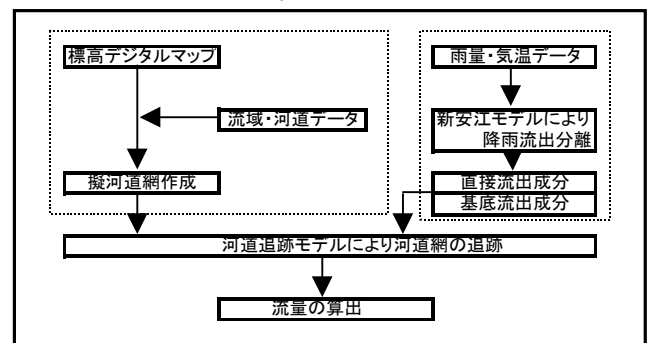 標高デジタルマップ
雨量・気温データ
流域・河道データ
新安江モデルにより
降雨流出分離
擬河道網作成
直接流出成分
基底流出成分
河道追跡モデルにより河道網の追跡
流量の算出